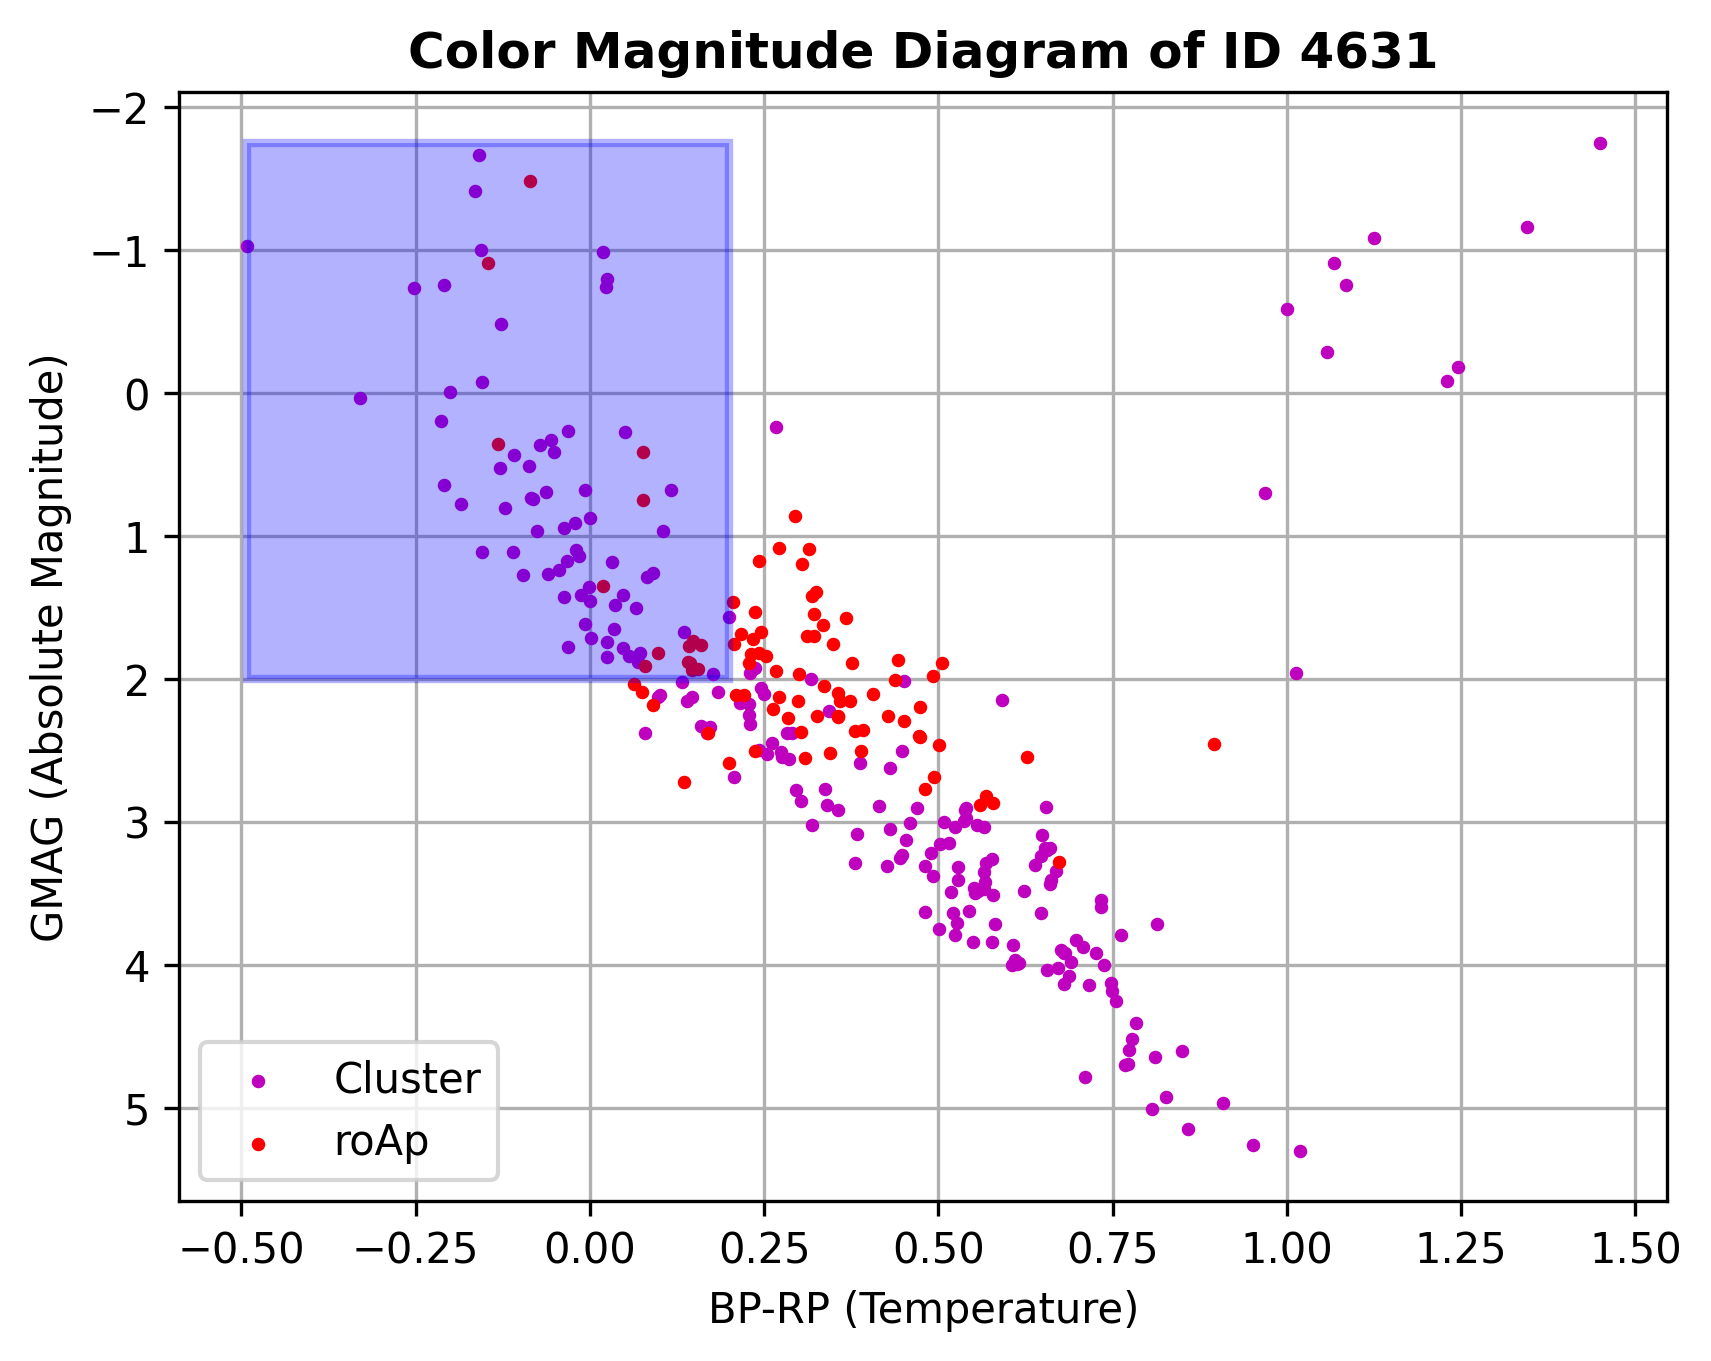 Color Magnitude Diagram of ID 4631
−2
−1
0
1
2
3
4
5
GMAG (Absolute Magnitude)
Cluster
roAp
−0.50 −0.25 0.00 0.25 0.50 0.75 1.00 1.25 1.50
BP-RP (Temperature)